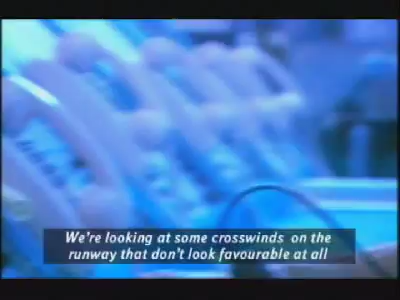 We're looking at some crosswinds on the
runway that don't look favourable at all